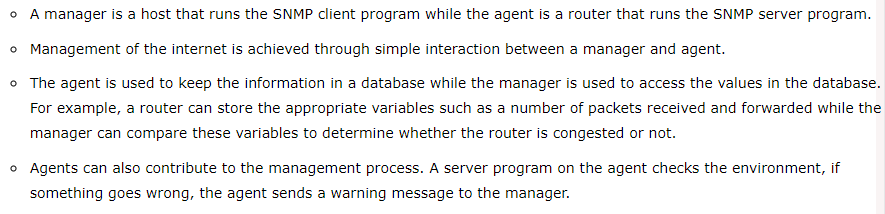 A manager is a host that runs the SNMP client program while the agent is a router that runs the SNMP server program.
Management of the internet is achieved through simple interaction between a manager and agent.
The agent is used to keep the information in a database while the manager is used to access the values in the database.
For example, a router can store the appropriate variables such as a number of packets received and forwarded while the
manager can compare these variables to determine whether the router is congested or not.
Agents can also contribute to the management process. A server program on the agent checks the environment, if
something goes wrong, the agent sends a warning message to the manager.